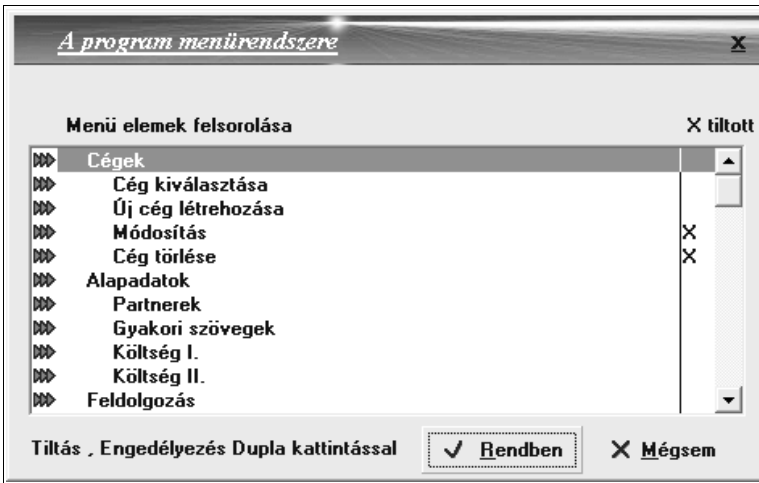 A program menürendszere X
Menü elemek felsorolása X tiltott
Cégek
Cég kiválasztása
Új cég létrehozása
Módosítás X
Cég törlése X
Alapadatok
Partnerek
Gyakori szövegek
Költség I.
Költség II.
Feldolgozás
Tiltás , Engedélyezés Dupla kattintással Rendben Mégsem